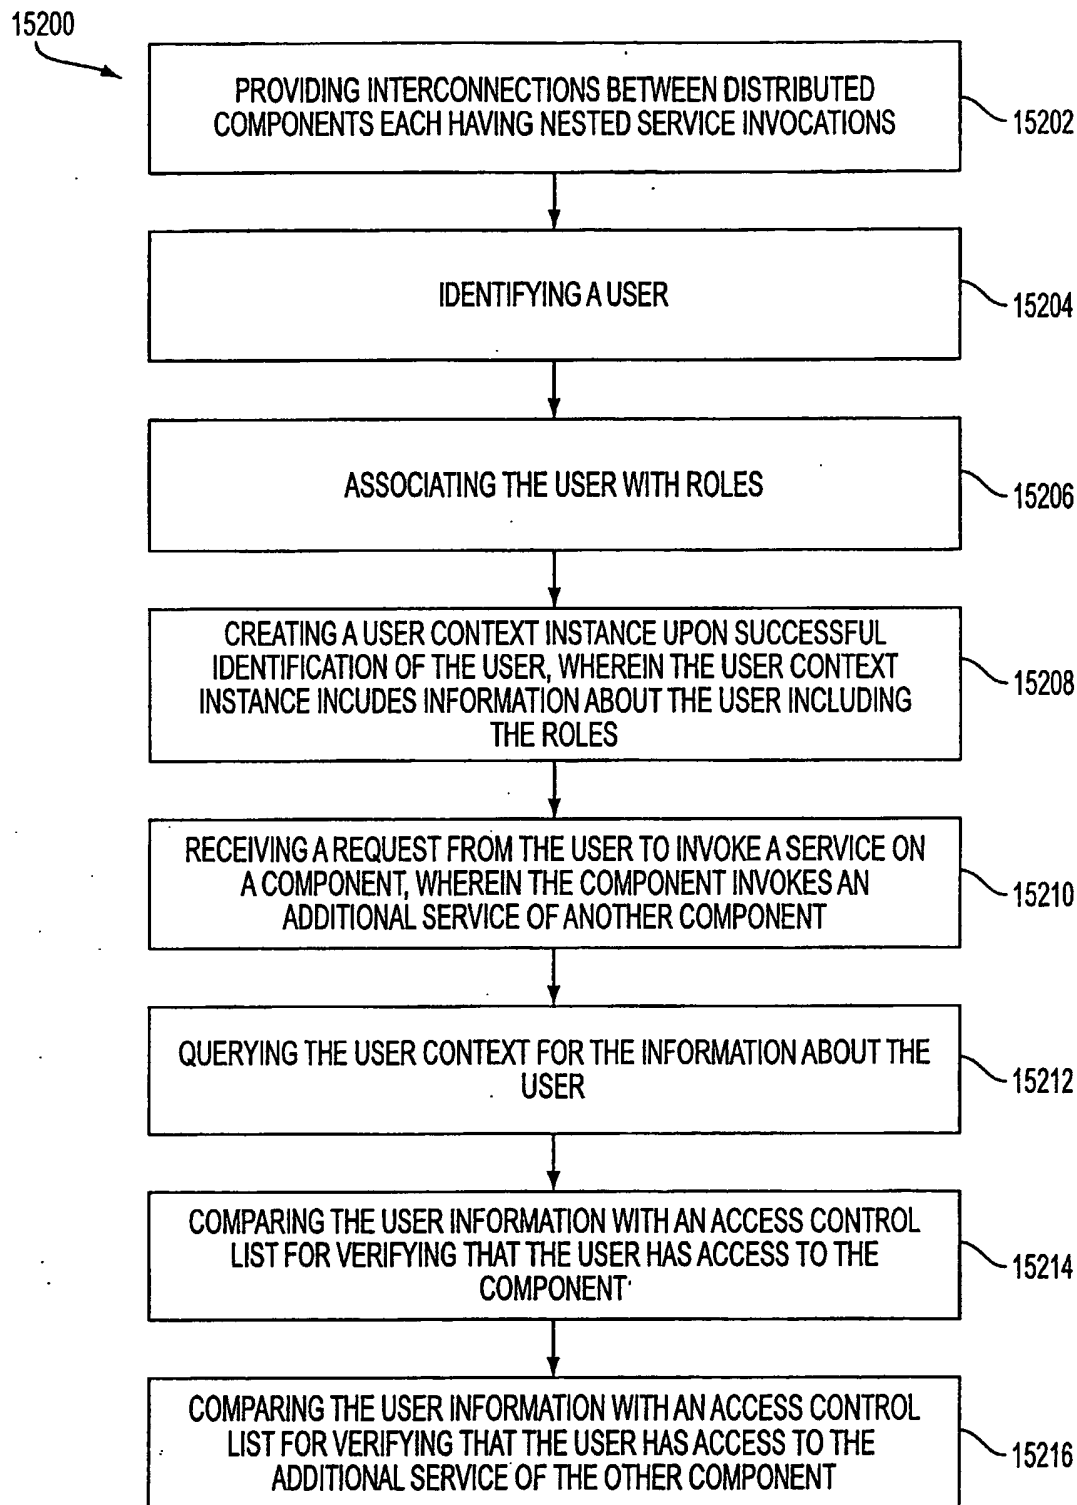 15200
PROVIDING INTERCONNECTIONS BETWEEN DISTRIBUTED
COMPONENTS EACH HAVING NESTED SERVICE INVOCATIONS
15202
IDENTIFYING A USER
15204
ASSOCIATING THE USER WITH ROLES
15206
CREATING A USER CONTEXT INSTANCE UPON SUCCESSFUL
IDENTIFICATION OF THE USER, WHEREIN THE USER CONTEXT
INSTANCE INCUDES INFORMATION ABOUT THE USER INCLUDING
THE ROLES
15208
RECEIVING A REQUEST FROM THE USER TO INVOKE A SERVICE ON
A COMPONENT, WHEREIN THE COMPONENT INVOKES AN
ADDITIONAL SERVICE OF ANOTHER COMPONENT
15210
QUERYING THE USER CONTEXT FOR THE INFORMATION ABOUT THE
USER
15212
COMPARING THE USER INFORMATION WITH AN ACCESS CONTROL
LIST FOR VERIFYING THAT THE USER HAS ACCESS TO THE
COMPONENT
15214
COMPARING THE USER INFORMATION WITH AN ACCESS CONTROL
LIST FOR VERIFYING THAT THE USER HAS ACCESS TO THE
ADDITIONAL SERVICE OF THE OTHER COMPONENT
15216